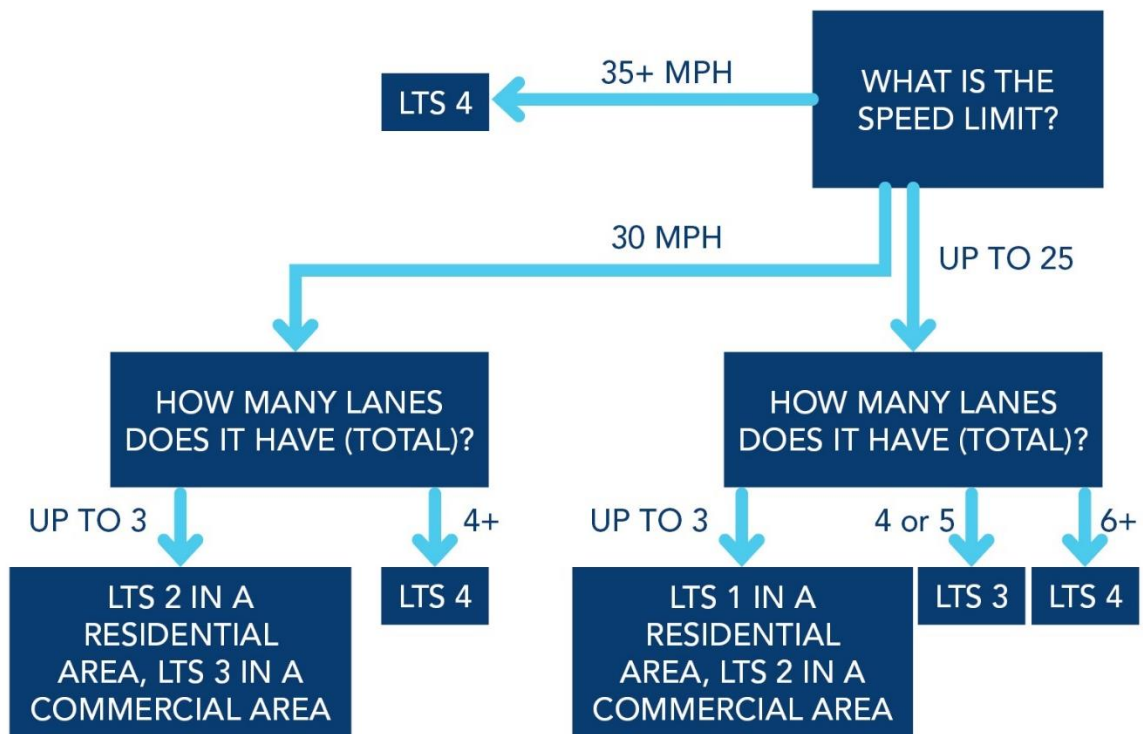 WHAT IS THE
SPEED LIMIT?
35+ MPH
LTS 4
30 MPH
UP TO 25
HOW MANY LANES
DOES IT HAVE (TOTAL)?
UP TO 3
4+
LTS 2 IN A
RESIDENTIAL
AREA, LTS 3 IN A
COMMERCIAL AREA
LTS 4
HOW MANY LANES
DOES IT HAVE (TOTAL)?
UP TO 3
4 or 5
6+
LTS 1 IN A
RESIDENTIAL
AREA, LTS 2 IN A
COMMERCIAL AREA
LTS 3
LTS 4